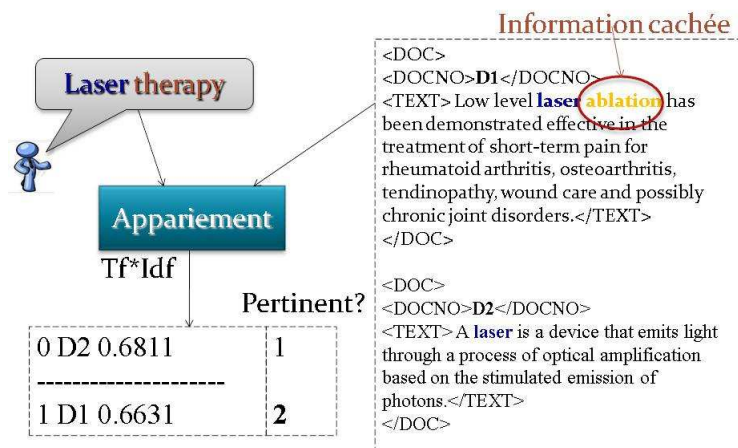 Information cachée
Laser therapy
Appariement
Tf*Idf
Pertinent?
0 D2 0.6811 1
---------------------
1 D1 0.6631 2
<DOC>
<DOCNO>D1</DOCNO>
<TEXT> Low level laser ablation has
been demonstrated effective in the
treatment of short-term pain for
rheumatoid arthritis, osteoarthritis,
tendinopathy, wound care and possibly
chronic joint disorders.</TEXT>
</DOC>
<DOC>
<DOCNO>D2</DOCNO>
<TEXT> A laser is a device that emits light
through a process of optical amplification
based on the stimulated emission of
photons.</TEXT>
</DOC>